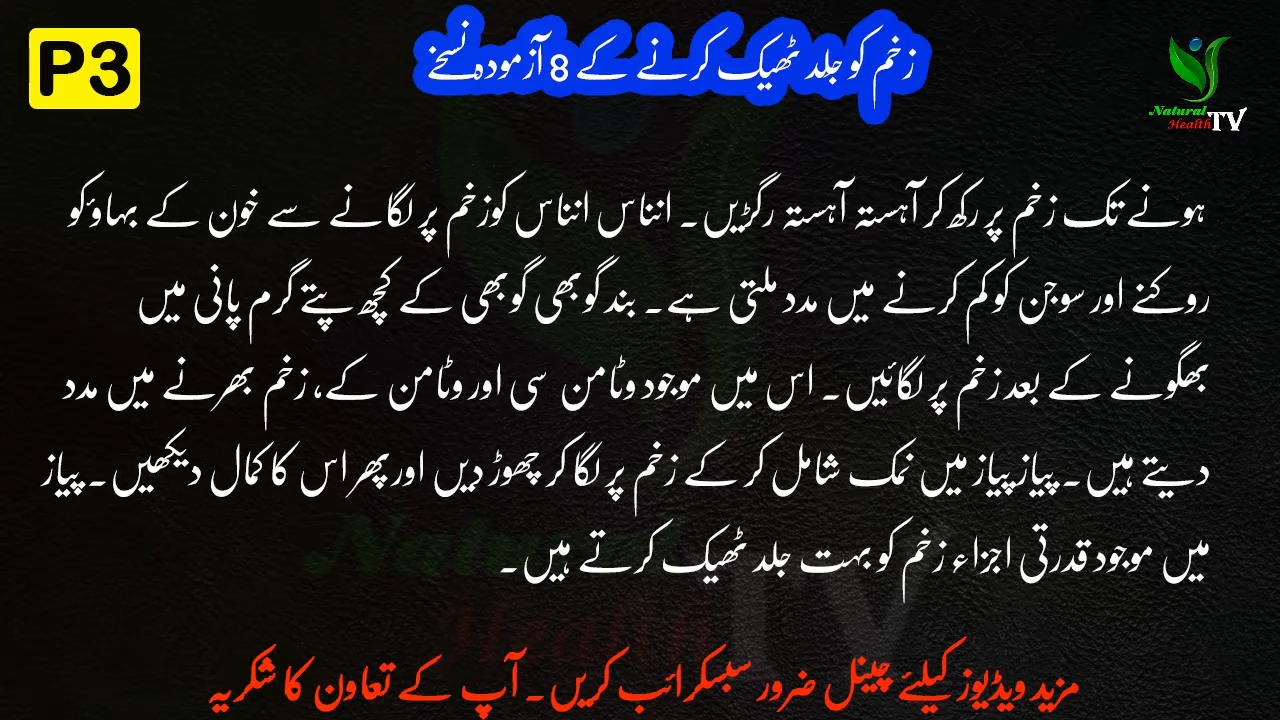 P3
زخم کو جلد ٹھیک کرنے کے 8 آزمودہ نسخے
Natural
Health TV
ہونے تک زخم پر رکھ کر آہستہ آہستہ رگڑیں۔ انناس انناس کو زخم پر لگانے سے خون کے بہاؤ کو
روکنے اور سوجن کو کم کرنے میں مدد ملتی ہے۔ بند گوبھی گوبھی کے کچھ پتے گرم پانی میں
بھگونے کے بعد زخم پر لگائیں۔ اس میں موجود وٹامن سی اور وٹامن کے، زخم بھرنے میں مدد
دیتے ہیں۔ پیاز پیاز میں نمک شامل کر کے زخم پر لگا کر چھوڑ دیں اور پھر اس کا کمال دیکھیں۔ پیاز
میں موجود قدرتی اجزاء زخم کو بہت جلد ٹھیک کرتے ہیں۔
Natural
Health TV
مزید ویڈیوز کیلئے چینل ضرور سبسکرائب کریں۔ آپ کے تعاون کا شکریہ